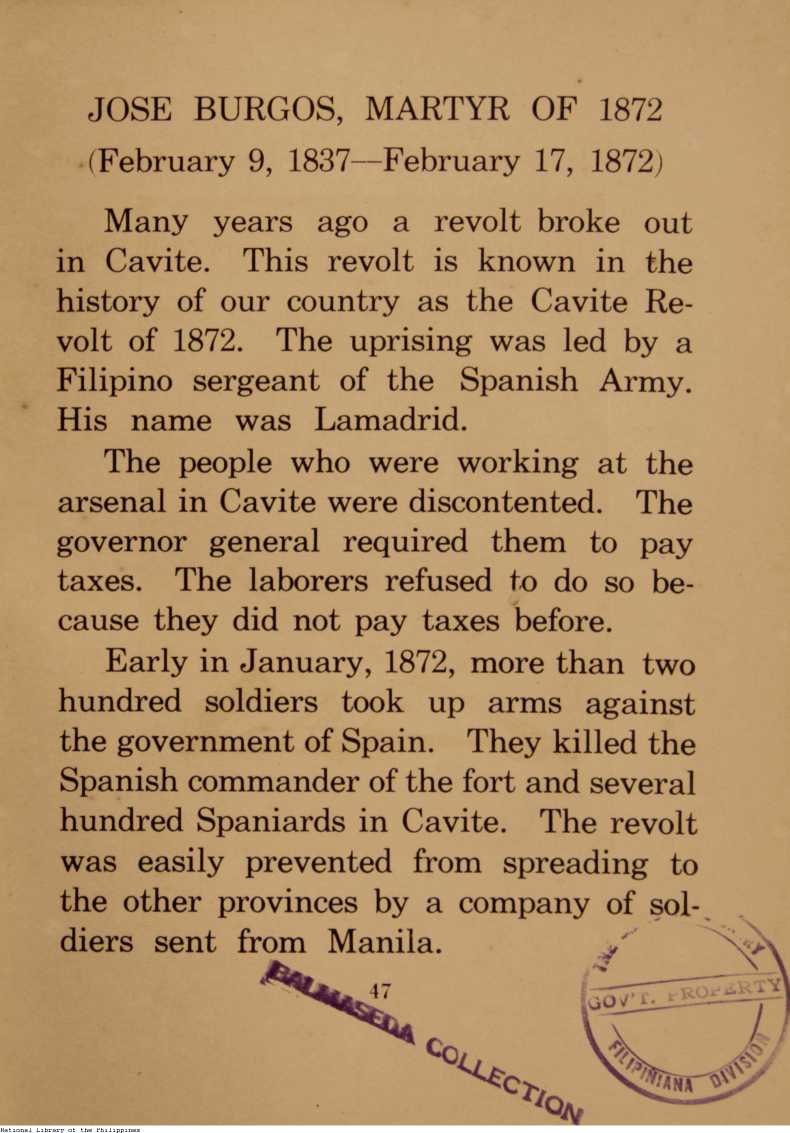 JOSE BURGOS, MARTYR OF 1872
(February 9, 1837—February 17, 1872)
Many years ago a revolt broke out
in Cavite. This revolt is known in the
history of our country as the Cavite Re-
volt of 1872. The uprising was led by a
Filipino sergeant of the Spanish Army.
His name was Lamadrid.
The people who were working at the
arsenal in Cavite were discontented. The
governor general required them to pay
taxes. The laborers refused to do so be-
cause they did not pay taxes before.
Early in January, 1872, more than two
hundred soldiers took up arms against
the government of Spain. They killed the
Spanish commander of the fort and several
hundred Spaniards in Cavite. The revolt
was easily prevented from spreading to
the other provinces by a company of sol-
diers sent from Manila.
47
BALMASEDA COLLECTION
THE
GOV'T. PROPERTY
FILIPINIANA DIVISION
National Library of the Philippines